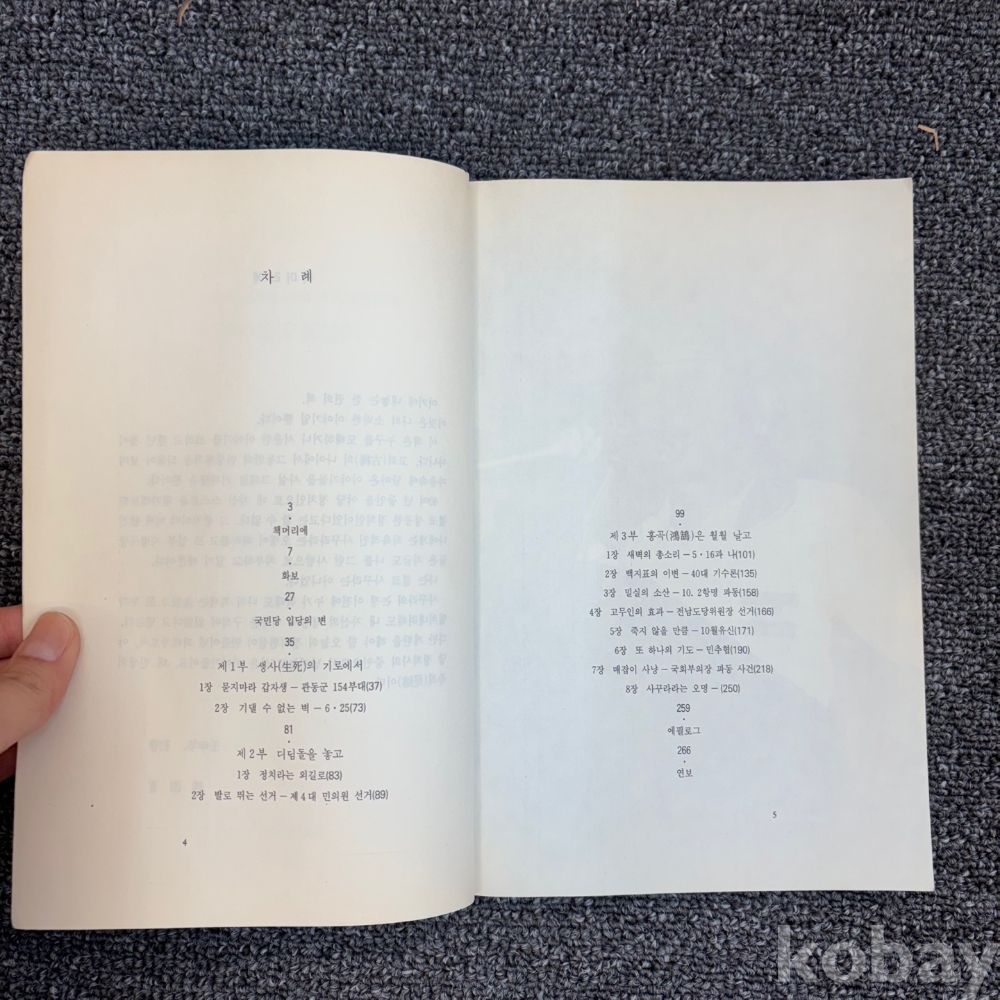 차 례
3
·
책머리에
7
·
화보
27
·
국민당 입당의 변
35
·
제 1 부 생사(生死)의 기로에서
1장 묻지마라 갑자생 – 관동군 154부대(37)
2장 기댈 수 없는 벽 – 6 · 25(73)
81
·
제 2 부 디딤돌을 놓고
1장 정치라는 외길로(83)
2장 발로 뛰는 선거 – 제 4 대 민의원 선거(89)
4
99
·
제 3 부 홍곡(鴻鵠)은 훨훨 날고
1장 새벽의 총소리 – 5 · 16과 나(101)
2장 백지표의 이변 – 40대 기수론(135)
3장 밀실의 소산 – 10. 2항명 파동(158)
4장 고무인의 효과 – 전남도당위원장 선거(166)
5장 죽지 않을 만큼 – 10월유신(171)
6장 또 하나의 기도 – 민추협(190)
7장 매잡이 사냥 – 국회부의장 파동 사건(218)
8장 사꾸라라는 오명 – (250)
259
·
에필로그
266
·
연보
5
kobay